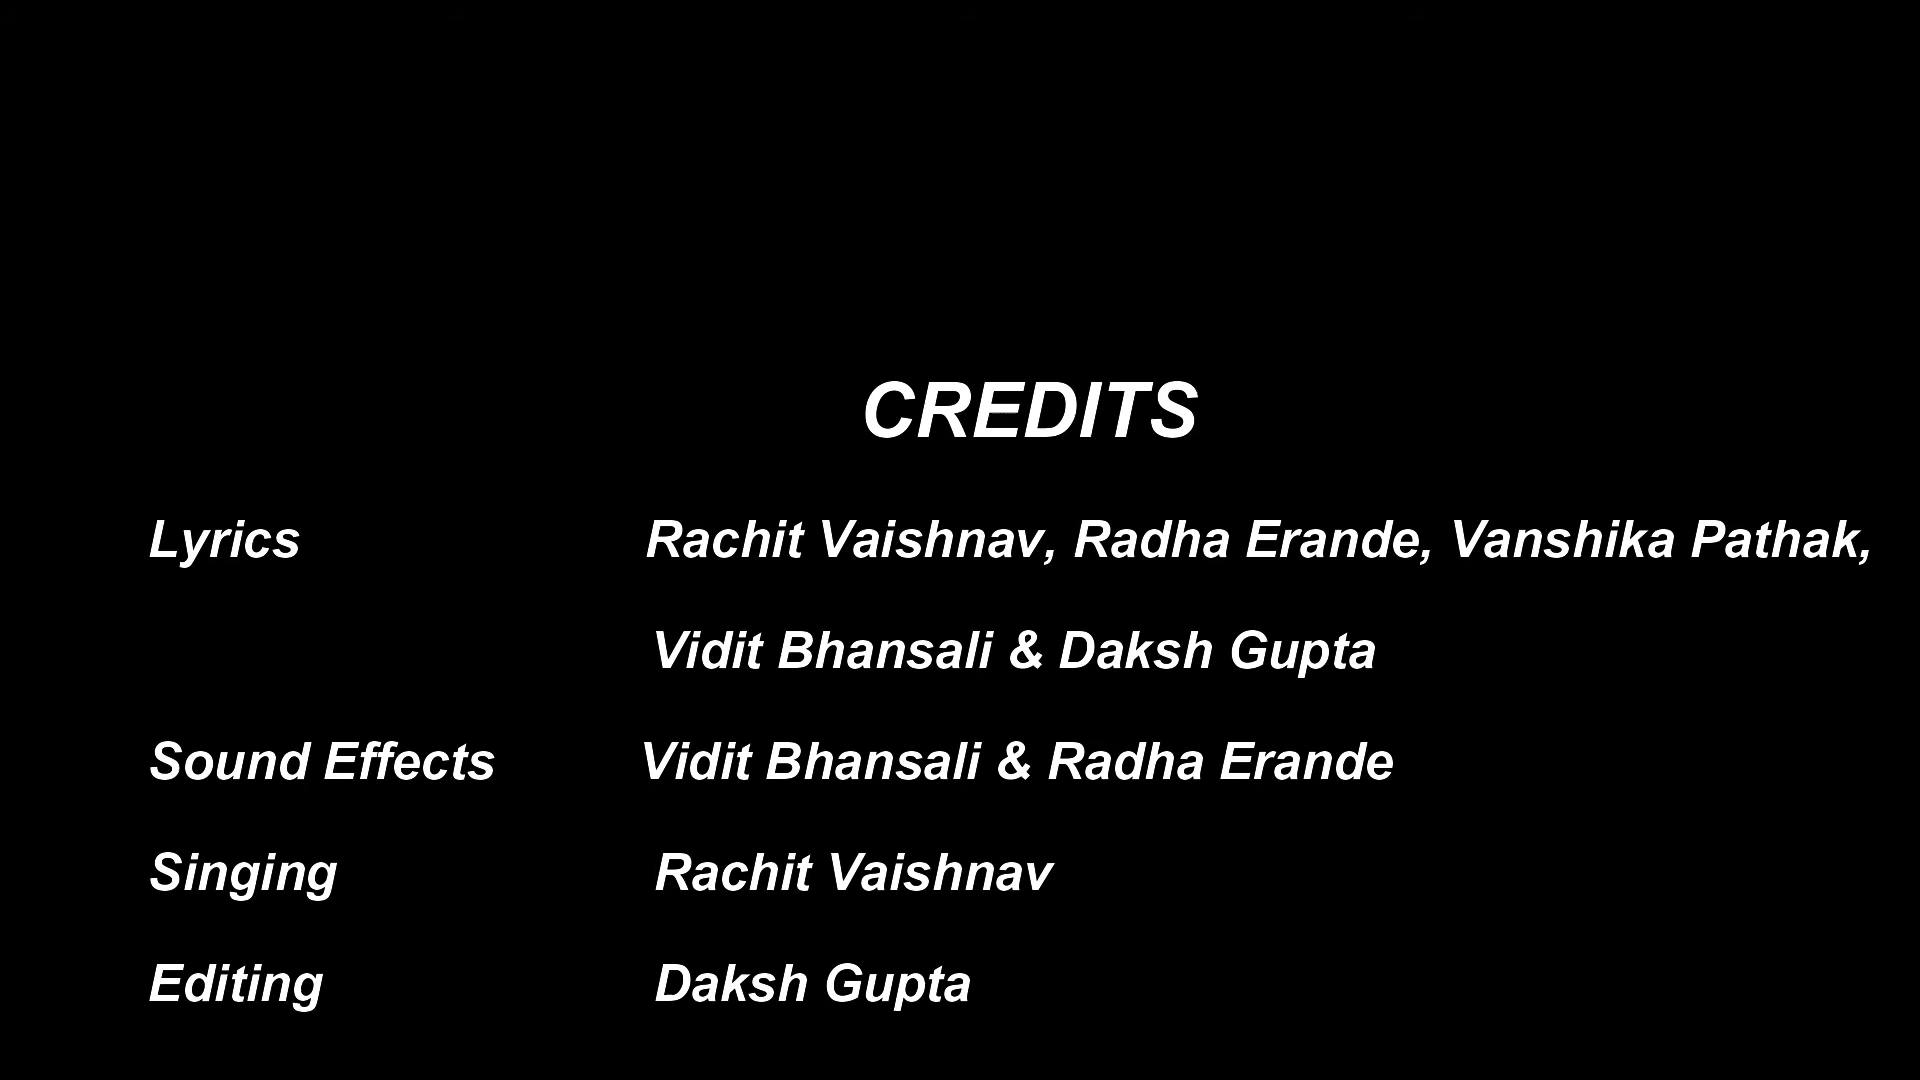 CREDITS
Lyrics Rachit Vaishnav, Radha Erande, Vanshika Pathak,
Vidit Bhansali & Daksh Gupta
Sound Effects Vidit Bhansali & Radha Erande
Singing Rachit Vaishnav
Editing Daksh Gupta